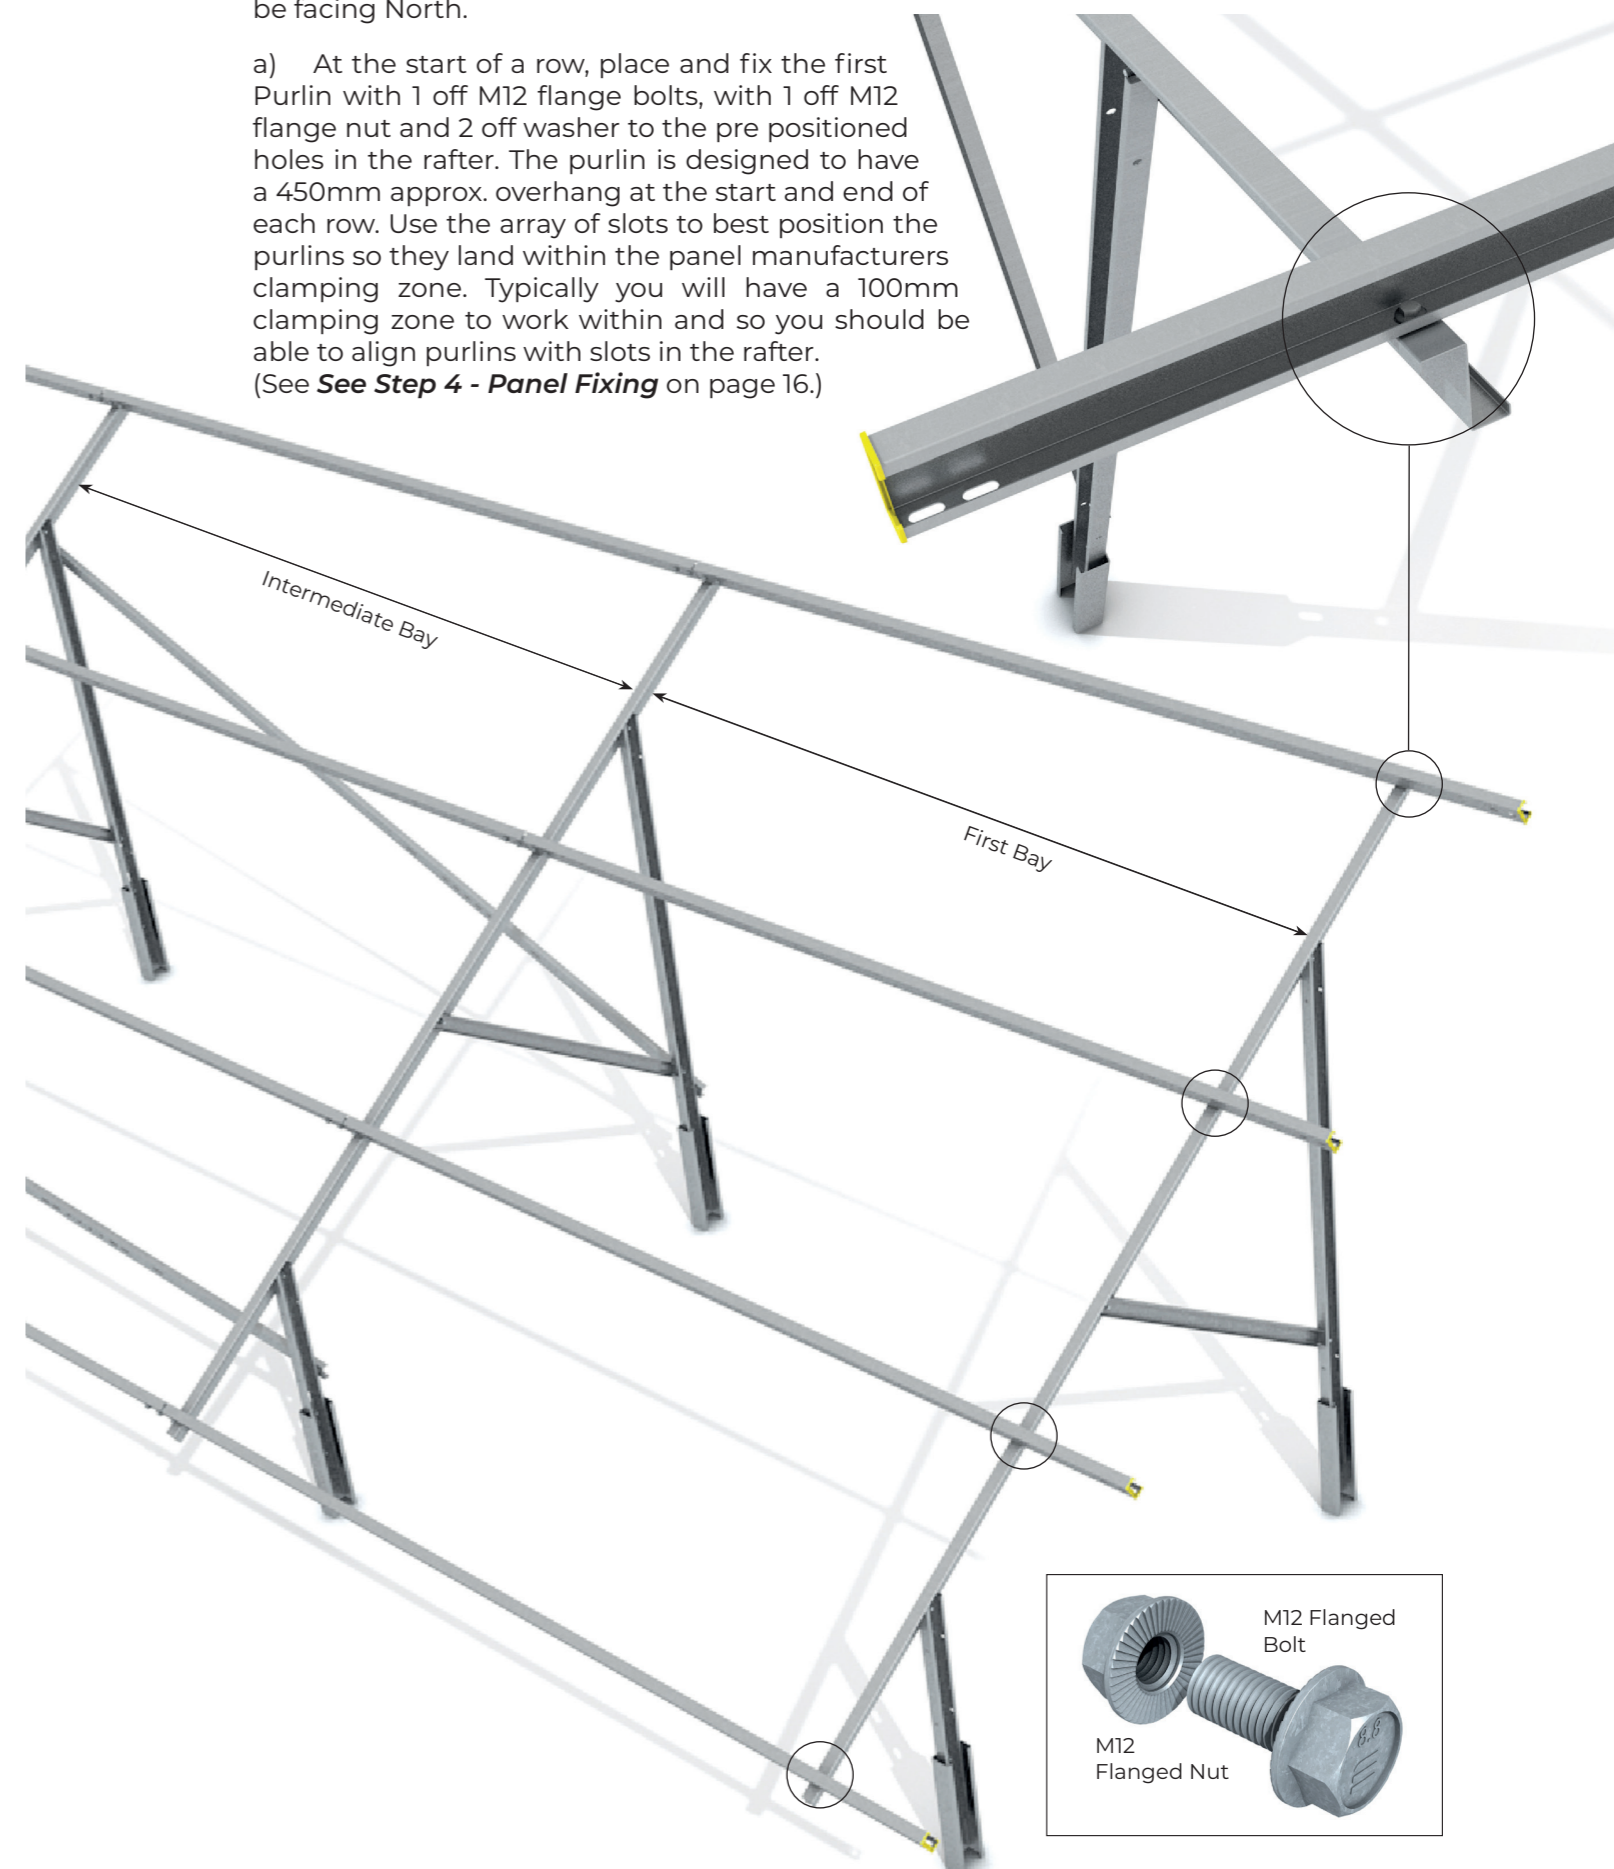 be facing North.
a) At the start of a row, place and fix the first
Purlin with 1 off M12 flange bolts, with 1 off M12
flange nut and 2 off washer to the pre positioned
holes in the rafter. The purlin is designed to have
a 450mm approx. overhang at the start and end of
each row. Use the array of slots to best position the
purlins so they land within the panel manufacturers
clamping zone. Typically you will have a 100mm
clamping zone to work within and so you should be
able to align purlins with slots in the rafter.
(See See Step 4 - Panel Fixing on page 16.)
Intermediate Bay
First Bay
M12 Flanged
Bolt
8.8
M12
Flanged Nut